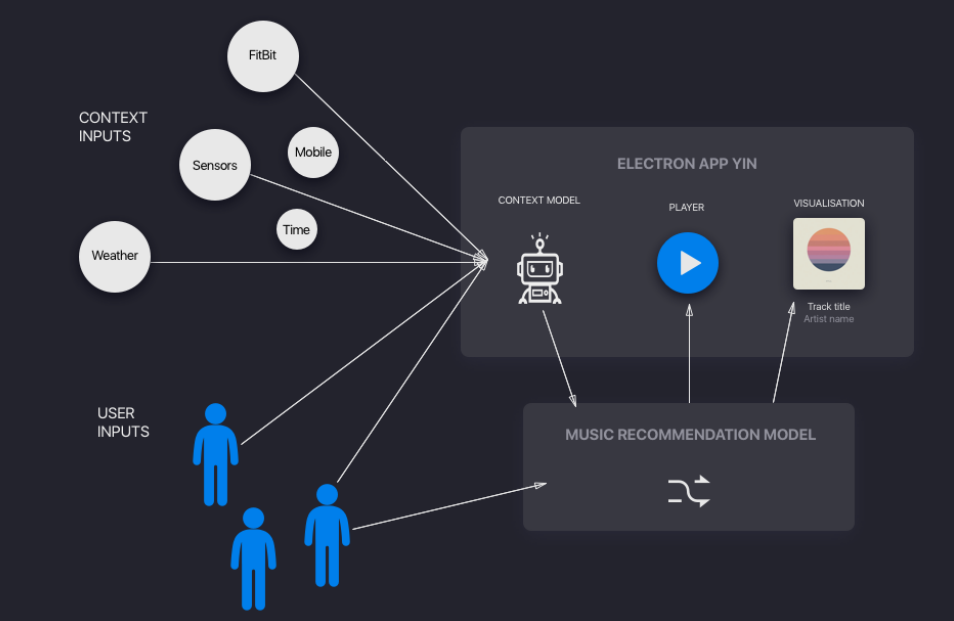 FitBit
CONTEXT
INPUTS
Mobile
Sensors
Time
Weather
ELECTRON APP YIN
CONTEXT MODEL
PLAYER
VISUALISATION
Track title
Artist name
USER
INPUTS
MUSIC RECOMMENDATION MODEL